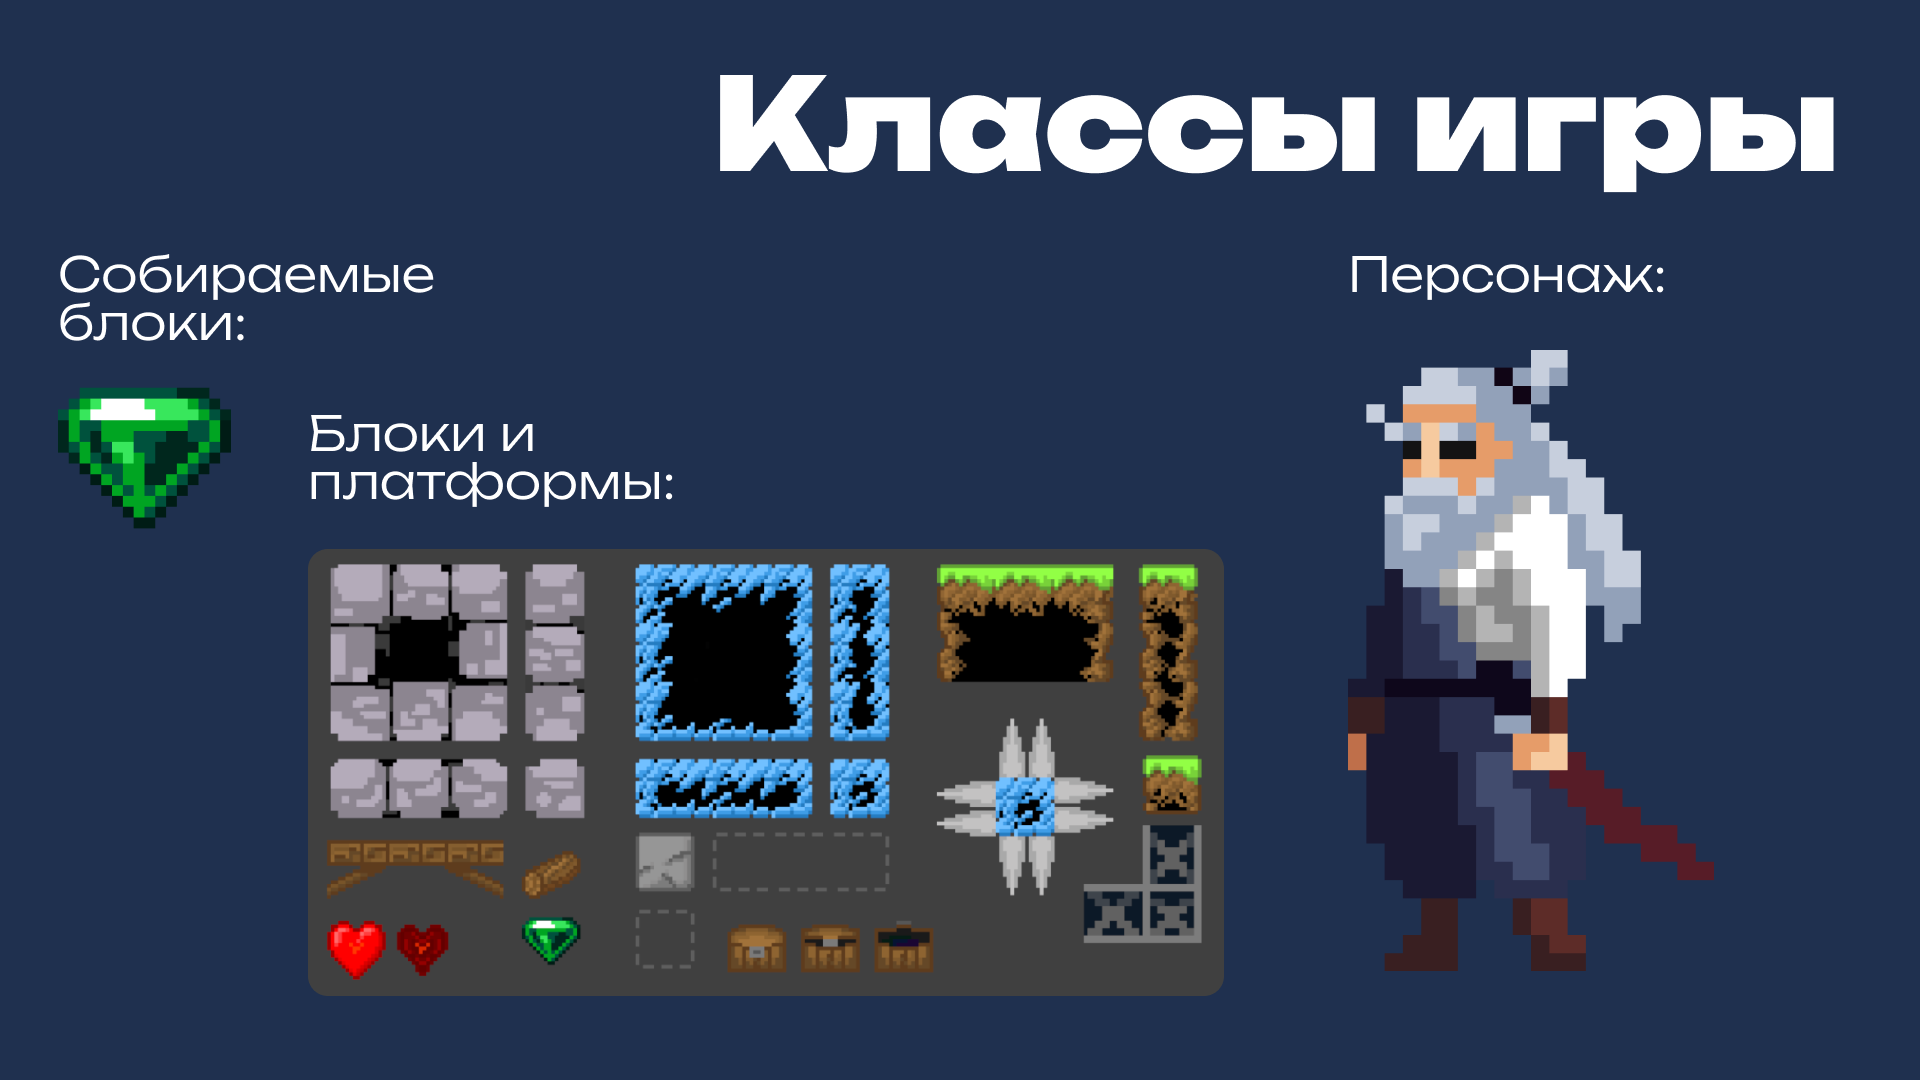 Классы игры
Собираемые
блоки:
Блоки и
платформы:
Персонаж: